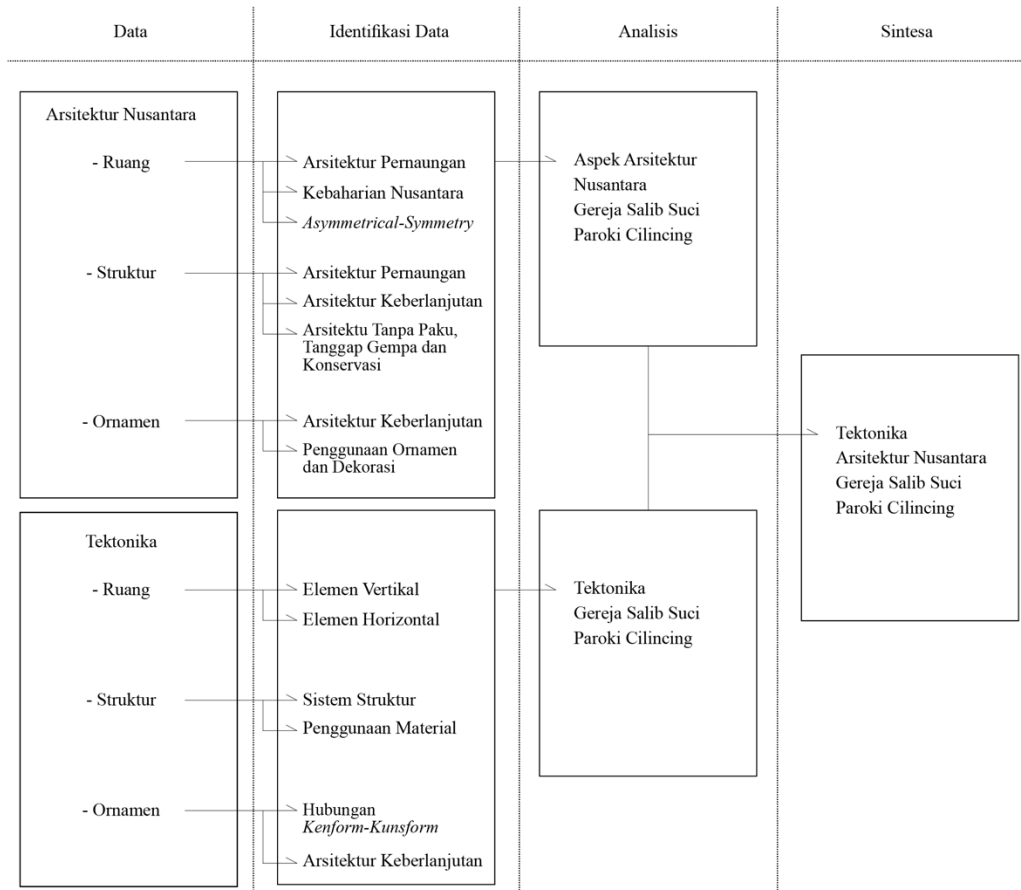 Data
Identifikasi Data
Analisis
Sintesa
Arsitektur Nusantara
- Ruang
Arsitektur Pernaungan
Kebaharian Nusantara
Asymmetrical-Symmetry
- Struktur
Arsitektur Pernaungan
Arsitektur Keberlanjutan
Arsitektu Tanpa Paku,
Tanggap Gempa dan
Konservasi
- Ornamen
Arsitektur Keberlanjutan
Penggunaan Ornamen
dan Dekorasi
Aspek Arsitektur
Nusantara
Gereja Salib Suci
Paroki Cilincing
Tektonika
- Ruang
Elemen Vertikal
Elemen Horizontal
- Struktur
Sistem Struktur
Penggunaan Material
- Ornamen
Hubungan
Kenform-Kunsform
Arsitektur Keberlanjutan
Tektonika
Gereja Salib Suci
Paroki Cilincing
Tektonika
Arsitektur Nusantara
Gereja Salib Suci
Paroki Cilincing